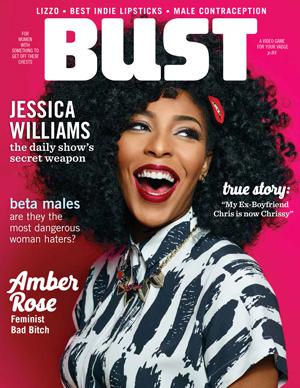 LIZZO • BEST INDIE LIPSTICKS • MALE CONTRACEPTION
FOR
WOMEN
WITH
SOMETHING TO
GET OFF THEIR
CHESTS
BUST
A VIDEO GAME
FOR YOUR VADGE
JESSICA
WILLIAMS
the daily show's
secret weapon
beta males
are they the
most dangerous
woman haters?
Amber
Rose
Feminist
Bad Bitch
true story:
"My Ex-Boyfriend
Chris is now Chrissy"